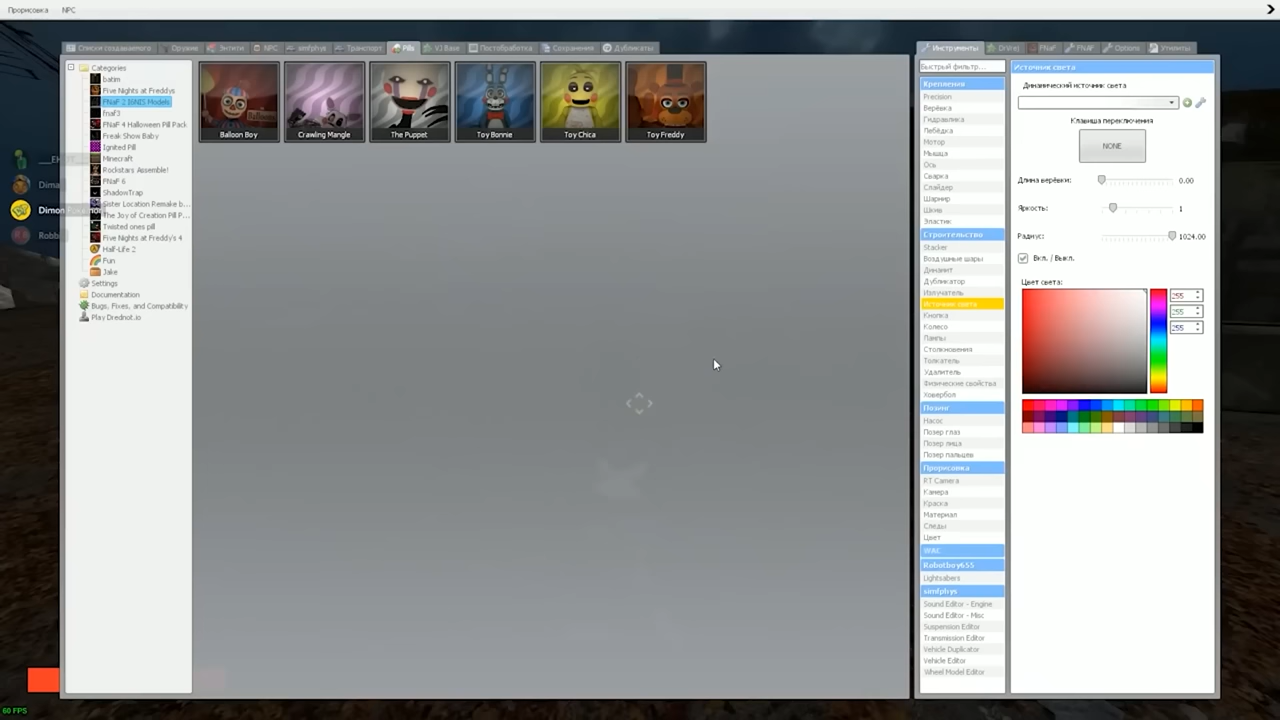 Прорисовка NPC
Списки создаваемого Оружие Энтити NPC simfphys Транспорт Pills VJ Base Постобработка Сохранения Дубликаты
Инструменты FNaF FNAF Options Утилиты
Categories
batim
Five Nights at Freddys
FNaF 2 IGNIS Models
fnaf3
FNaF 4 Halloween Pill Pack
Freak Show Baby
Ignited Pill
Minecraft
Rockstars Assemble!
FNaF 6
ShadowTrap
Sister Location Remake b...
The Joy of Creation Pill P...
Twisted ones pill
Five Nights at Freddy's 4
Half-Life 2
Fun
Jake
Settings
Documentation
Bugs, Fixes, and Compatibility
Play Drednot.io
Balloon Boy
Crawling Mangle
The Puppet
Toy Bonnie
Toy Chica
Toy Freddy
Быстрый фильтр...
Крепления
Precision
Верёвка
Гидравлика
Лебёдка
Мотор
Мышца
Ось
Сварка
Слайдер
Шарнир
Шкив
Эластик
Строительство
Stacker
Воздушные шары
Динамит
Дубликатор
Излучатель
Источник света
Кнопка
Колесо
Лампы
Столкновения
Толкатель
Удалитель
Физические свойства
Ховербол
Позинг
Насос
Позер глаз
Позер лица
Позер пальцев
Прорисовка
RT Camera
Камера
Краска
Материал
Следы
Цвет
WAC
Robotboy655
Lightsabers
simfphys
Sound Editor - Engine
Sound Editor - Misc
Suspension Editor
Transmission Editor
Vehicle Duplicator
Vehicle Editor
Wheel Model Editor
Источник света
Динамический источник света
Клавиша переключения
NONE
Длина верёвки: 0.00
Яркость: 1
Радиус: 1024.00
Вкл. / Выкл.
Цвет света:
255
255
255
60 FPS